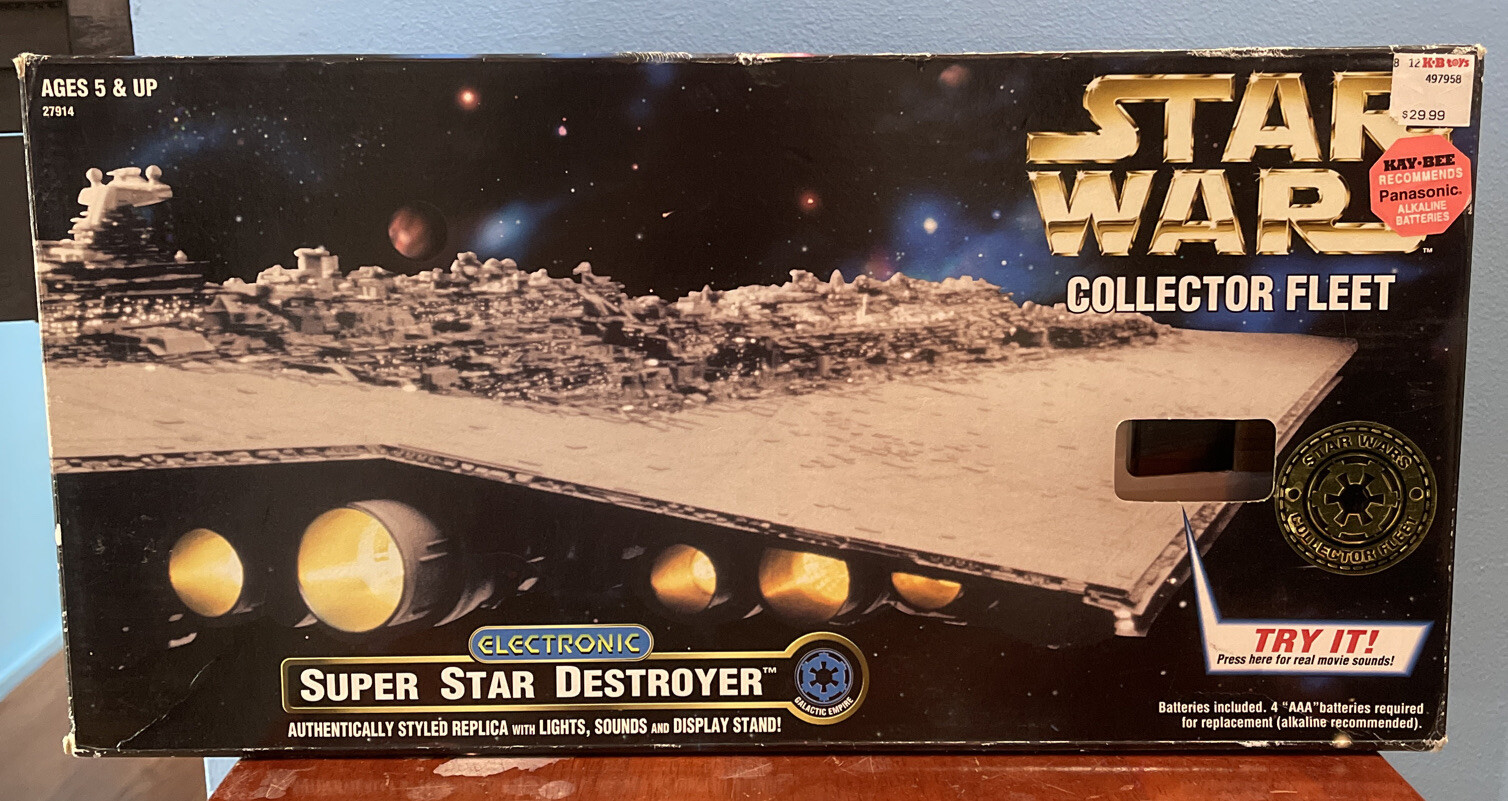 AGES 5 & UP
27914
8 12 K·B toys
497958
$29.99
STAR
WARS
™
KAY·BEE
RECOMMENDS
Panasonic®
ALKALINE
BATTERIES
COLLECTOR FLEET
STAR WARS
COLLECTOR FLEET
TRY IT!
Press here for real movie sounds!
ELECTRONIC
SUPER STAR DESTROYER™
GALACTIC EMPIRE
AUTHENTICALLY STYLED REPLICA WITH LIGHTS, SOUNDS AND DISPLAY STAND!
Batteries included. 4 "AAA" batteries required
for replacement (alkaline recommended).